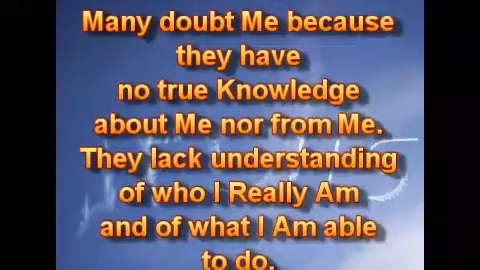 Many doubt Me because
they have
no true Knowledge
about Me nor from Me.
They lack understanding
of who I Really Am
and of what I Am able
to do.